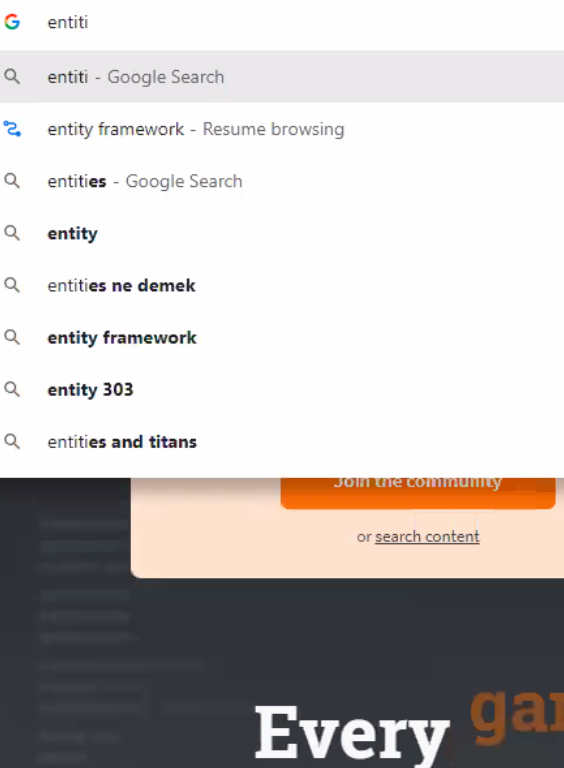 entiti
entiti - Google Search
entity framework - Resume browsing
entities - Google Search
entity
entities ne demek
entity framework
entity 303
entities and titans
Join the community
or search content
Every